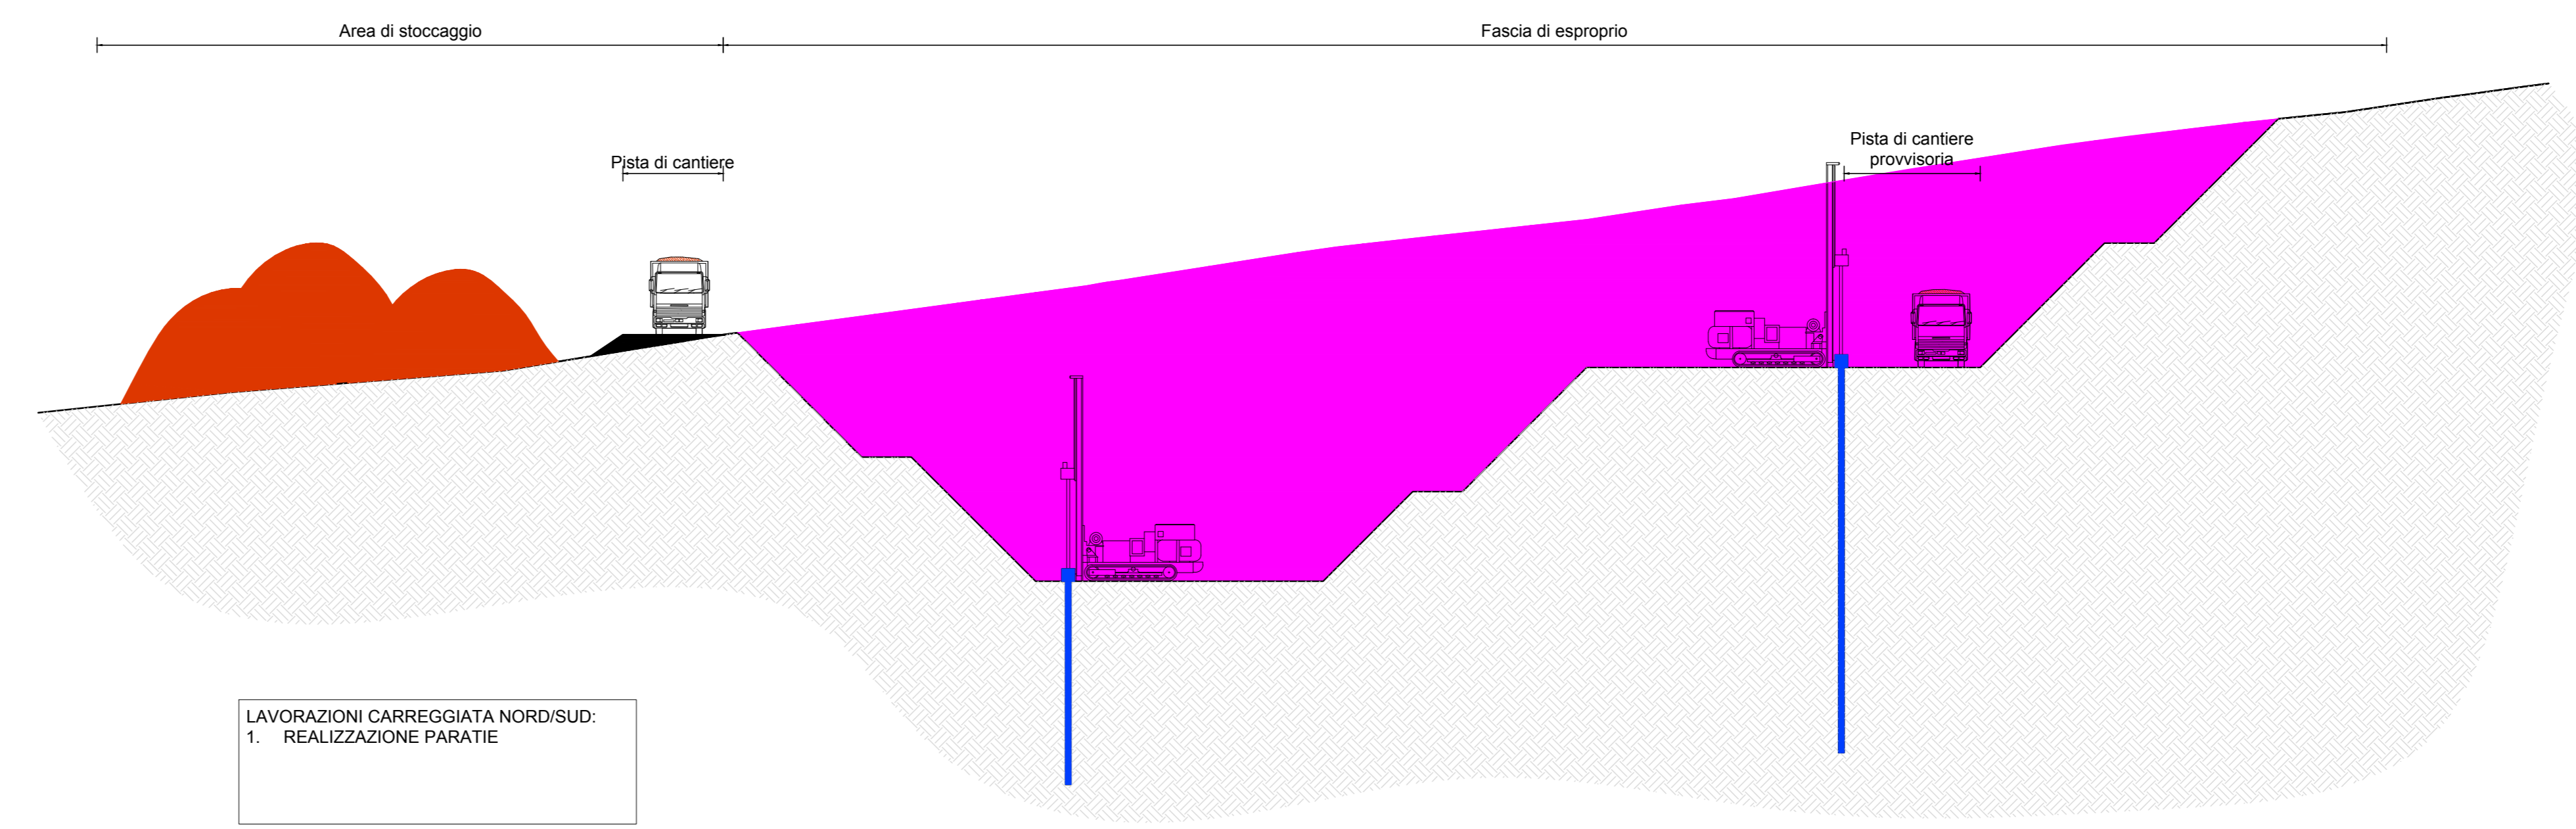 Area di stoccaggio
Fascia di esproprio
Pista di cantiere
Pista di cantiere
provvisoria
LAVORAZIONI CARREGGIATA NORD/SUD:
1. REALIZZAZIONE PARATIE